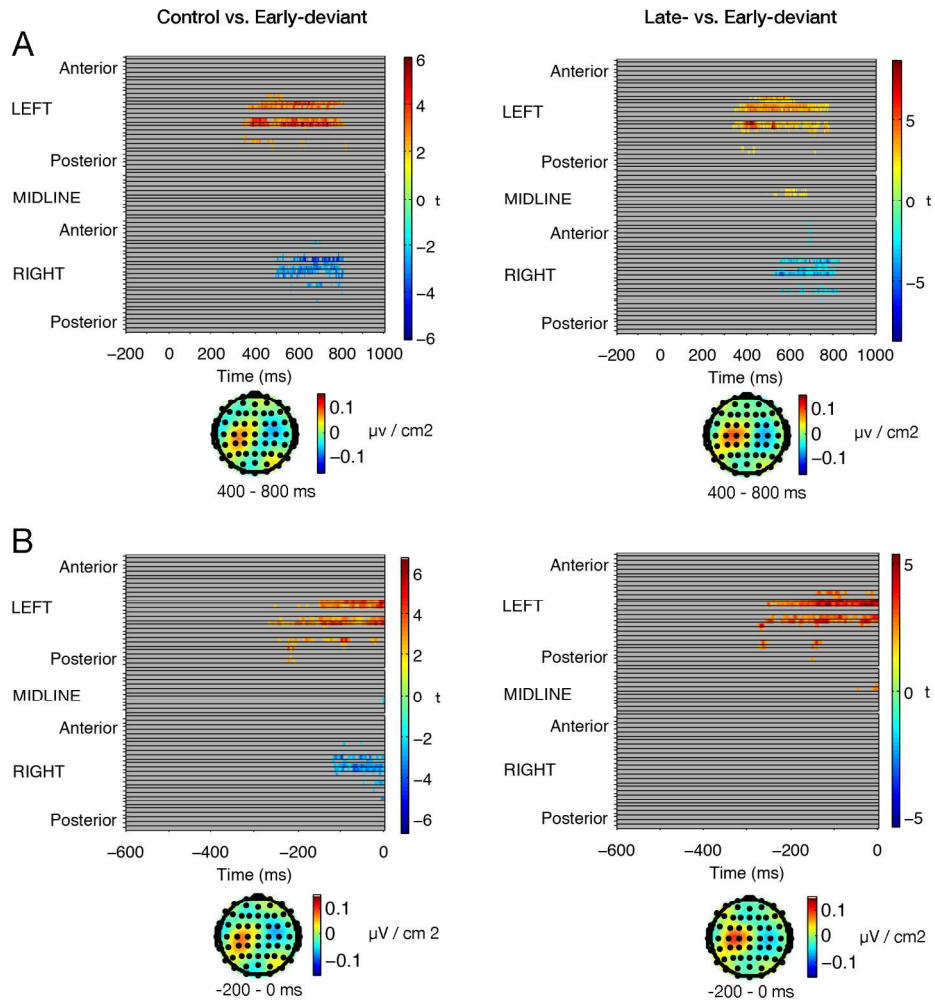 Control vs. Early-deviant
Late- vs. Early-deviant
A
Anterior
LEFT
Posterior
MIDLINE
Anterior
RIGHT
Posterior
6
4
2
0 t
−2
−4
−6
−200 0 200 400 600 800 1000
Time (ms)
0.1
0
−0.1
μv / cm2
400 - 800 ms
Anterior
LEFT
Posterior
MIDLINE
Anterior
RIGHT
Posterior
5
0 t
−5
−200 0 200 400 600 800 1000
Time (ms)
0.1
0
−0.1
μv / cm2
400 - 800 ms
B
Anterior
LEFT
Posterior
MIDLINE
Anterior
RIGHT
Posterior
6
4
2
0 t
−2
−4
−6
−600 −400 −200 0
Time (ms)
0.1
0
−0.1
μV / cm 2
-200 - 0 ms
Anterior
LEFT
Posterior
MIDLINE
Anterior
RIGHT
Posterior
5
0 t
−5
−600 −400 −200 0
Time (ms)
0.1
0
−0.1
μV / cm2
-200 - 0 ms